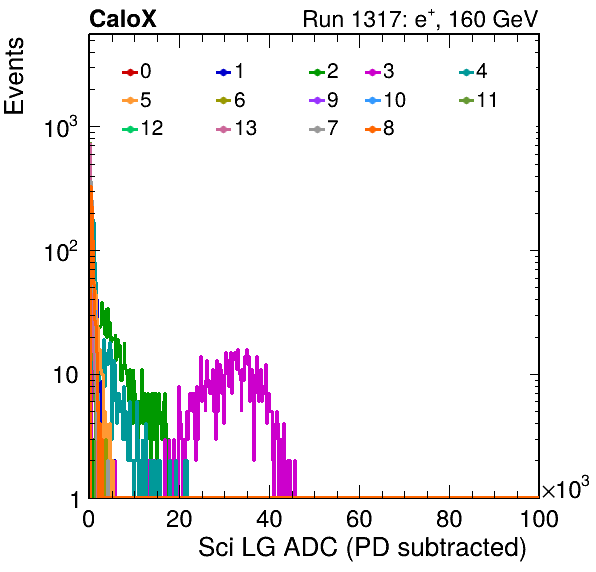 CaloX Run 1317: e⁺, 160 GeV
Events
0 1 2 3 4
5 6 9 10 11
12 13 7 8
10³
10²
10
1
0 20 40 60 80 100
×10³
Sci LG ADC (PD subtracted)